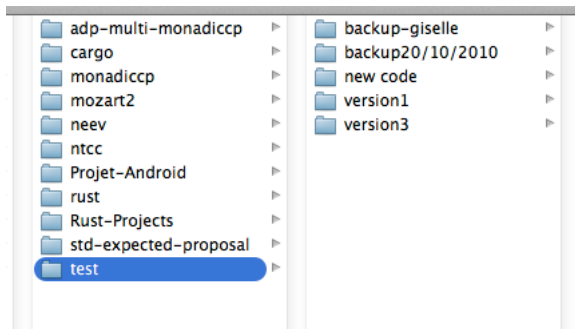 adp-multi-monadiccp
cargo
monadiccp
mozart2
neev
ntcc
Projet-Android
rust
Rust-Projects
std-expected-proposal
test
backup-giselle
backup20/10/2010
new code
version1
version3